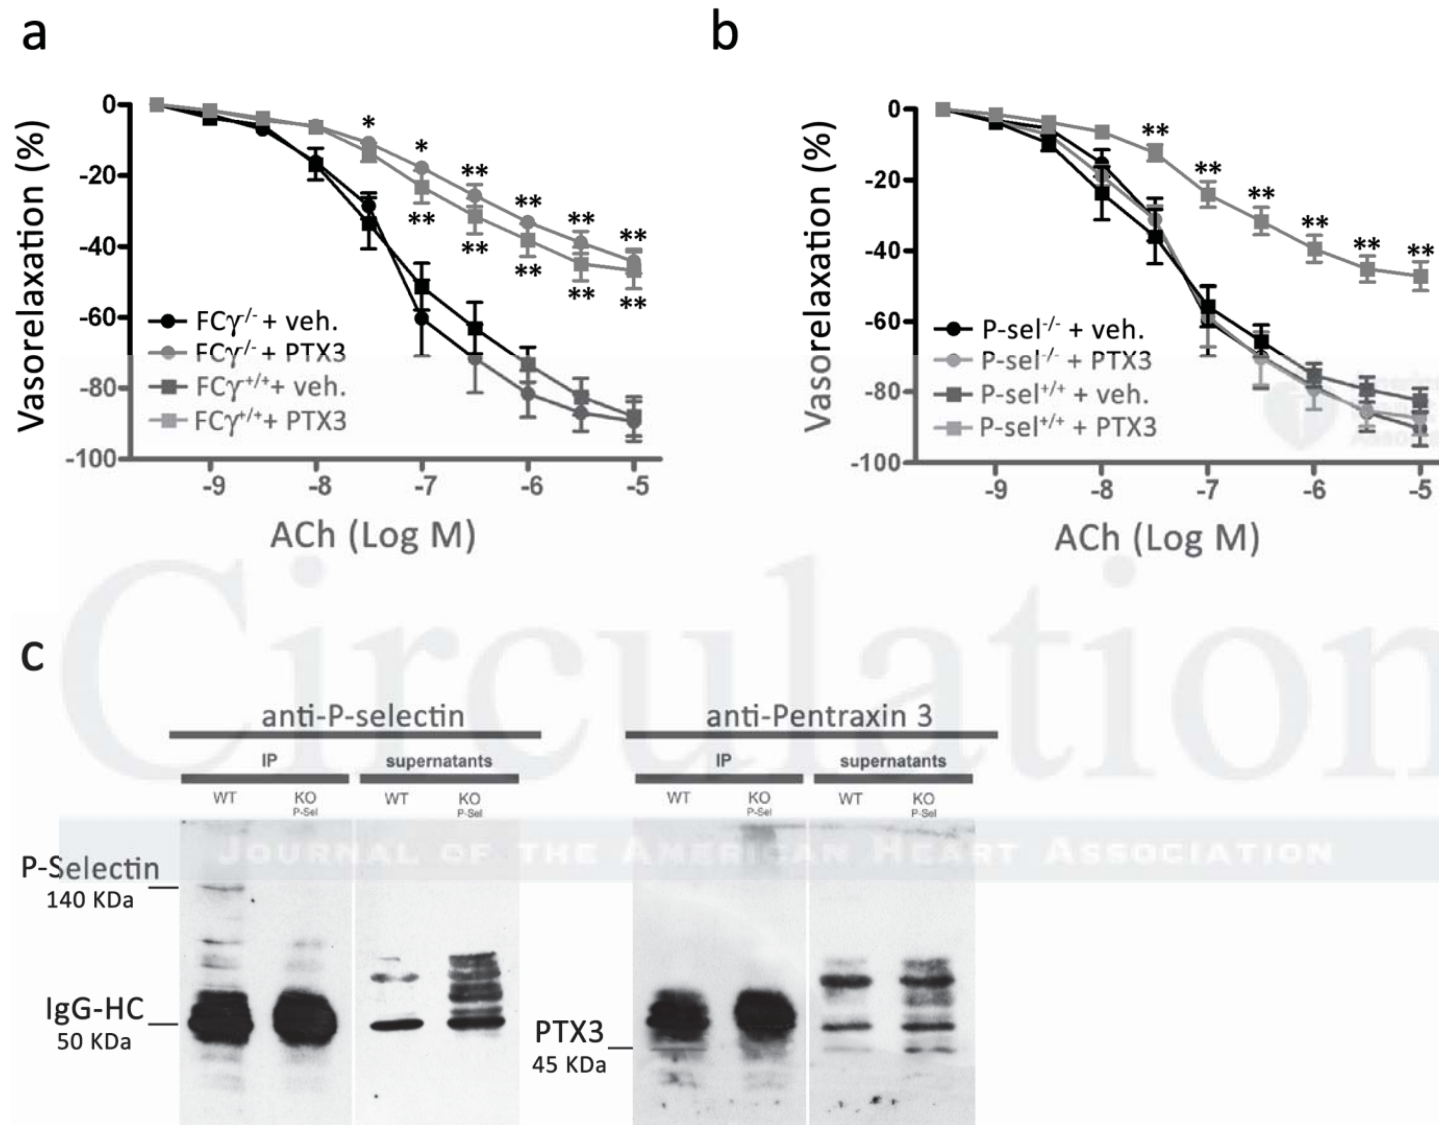 a
b
Vasorelaxation (%)
0
-20
-40
-60
-80
-100
*
*
**
**
**
**
**
**
**
**
**
FCγ-/- + veh.
FCγ-/- + PTX3
FCγ+/+ + veh.
FCγ+/+ + PTX3
-9
-8
-7
-6
-5
ACh (Log M)
Vasorelaxation (%)
0
-20
-40
-60
-80
-100
**
**
**
**
**
**
P-sel-/- + veh.
P-sel-/- + PTX3
P-sel+/+ + veh.
P-sel+/+ + PTX3
-9
-8
-7
-6
-5
ACh (Log M)
Circulation
JOURNAL OF THE AMERICAN HEART ASSOCIATION
c
anti-P-selectin
anti-Pentraxin 3
IP
supernatants
IP
supernatants
WT
KO
P-Sel
WT
KO
P-Sel
WT
KO
P-Sel
WT
KO
P-Sel
P-Selectin
140 KDa
IgG-HC
50 KDa
PTX3
45 KDa